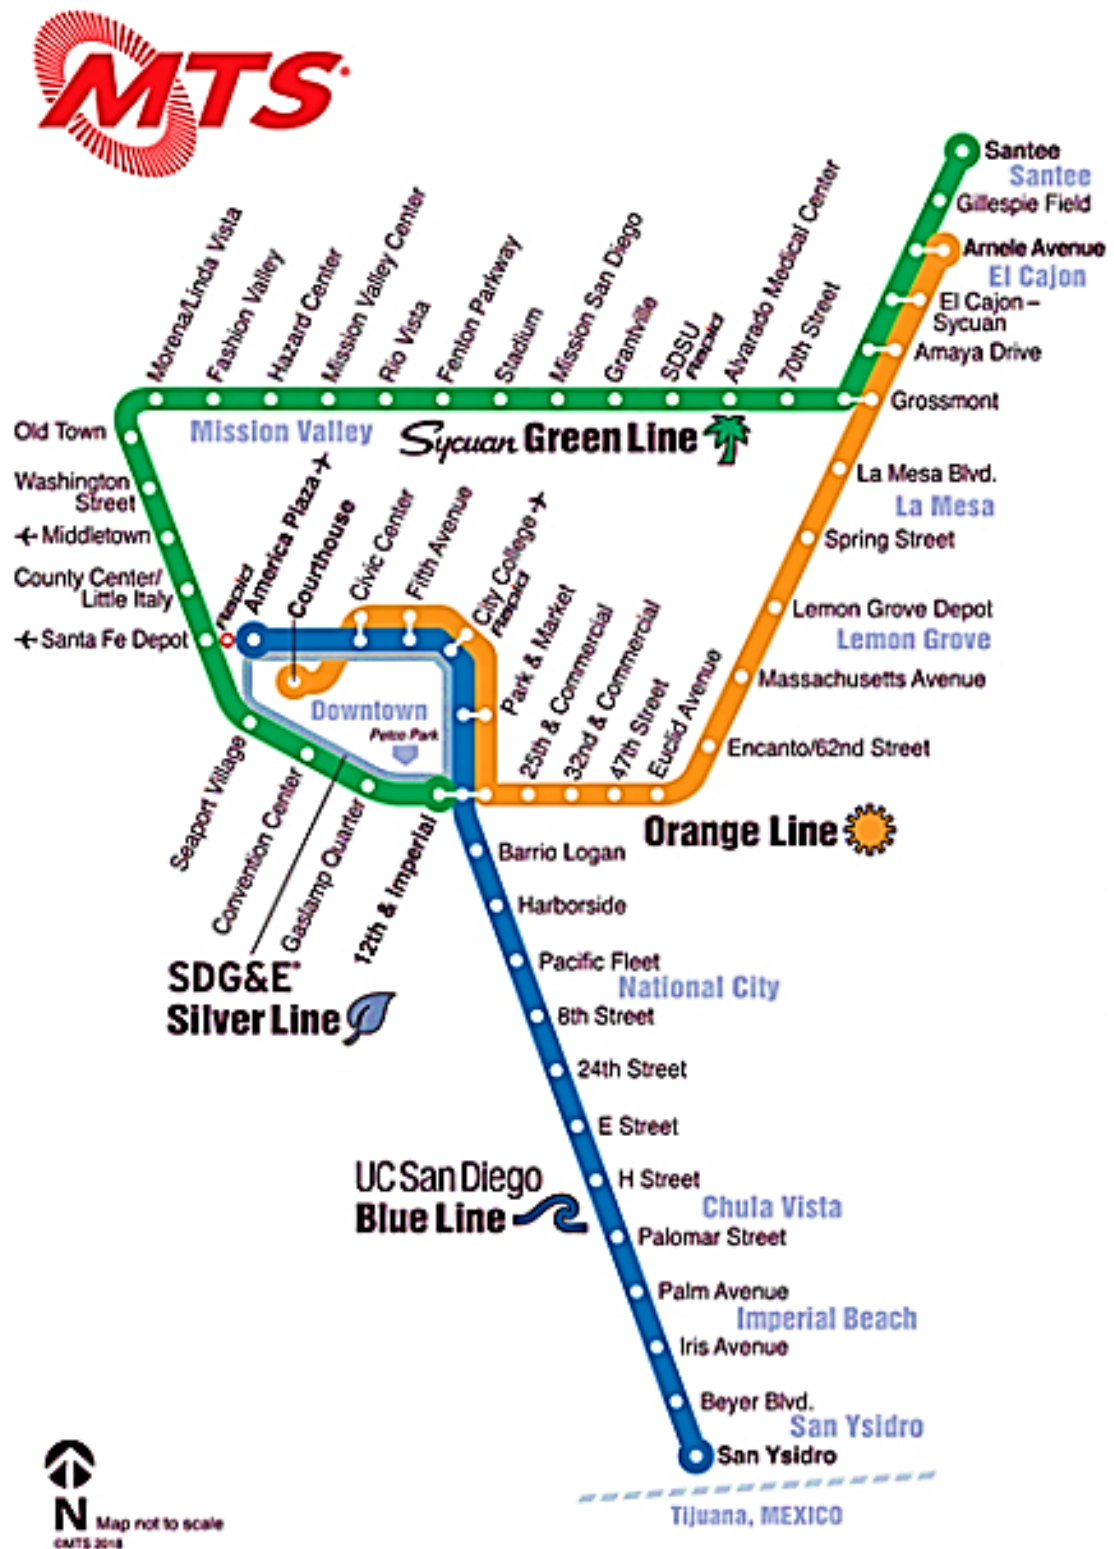 MTS
Santee
Santee
Gillespie Field
Arnele Avenue
El Cajon
El Cajon –
Sycuan
Amaya Drive
Grossmont
Morena/Linda Vista
Fashion Valley
Hazard Center
Mission Valley Center
Rio Vista
Fenton Parkway
Stadium
Mission San Diego
Grantville
SDSU
Rapid
Alvarado Medical Center
70th Street
Old Town
Mission Valley
Sycuan Green Line
Washington
Street
Middletown
County Center/
Little Italy
Santa Fe Depot
Rapid
America Plaza
Courthouse
Civic Center
Fifth Avenue
City College
Rapid
Park & Market
25th & Commercial
32nd & Commercial
47th Street
Euclid Avenue
La Mesa Blvd.
La Mesa
Spring Street
Lemon Grove Depot
Lemon Grove
Massachusetts Avenue
Encanto/62nd Street
Downtown
Petco Park
Seaport Village
Convention Center
Gaslamp Quarter
12th & Imperial
Orange Line
SDG&E
Silver Line
Barrio Logan
Harborside
Pacific Fleet
National City
8th Street
24th Street
E Street
H Street
Chula Vista
UC San Diego
Blue Line
Palomar Street
Palm Avenue
Imperial Beach
Iris Avenue
Beyer Blvd.
San Ysidro
San Ysidro
Tijuana, MEXICO
N Map not to scale
©MTS 2018